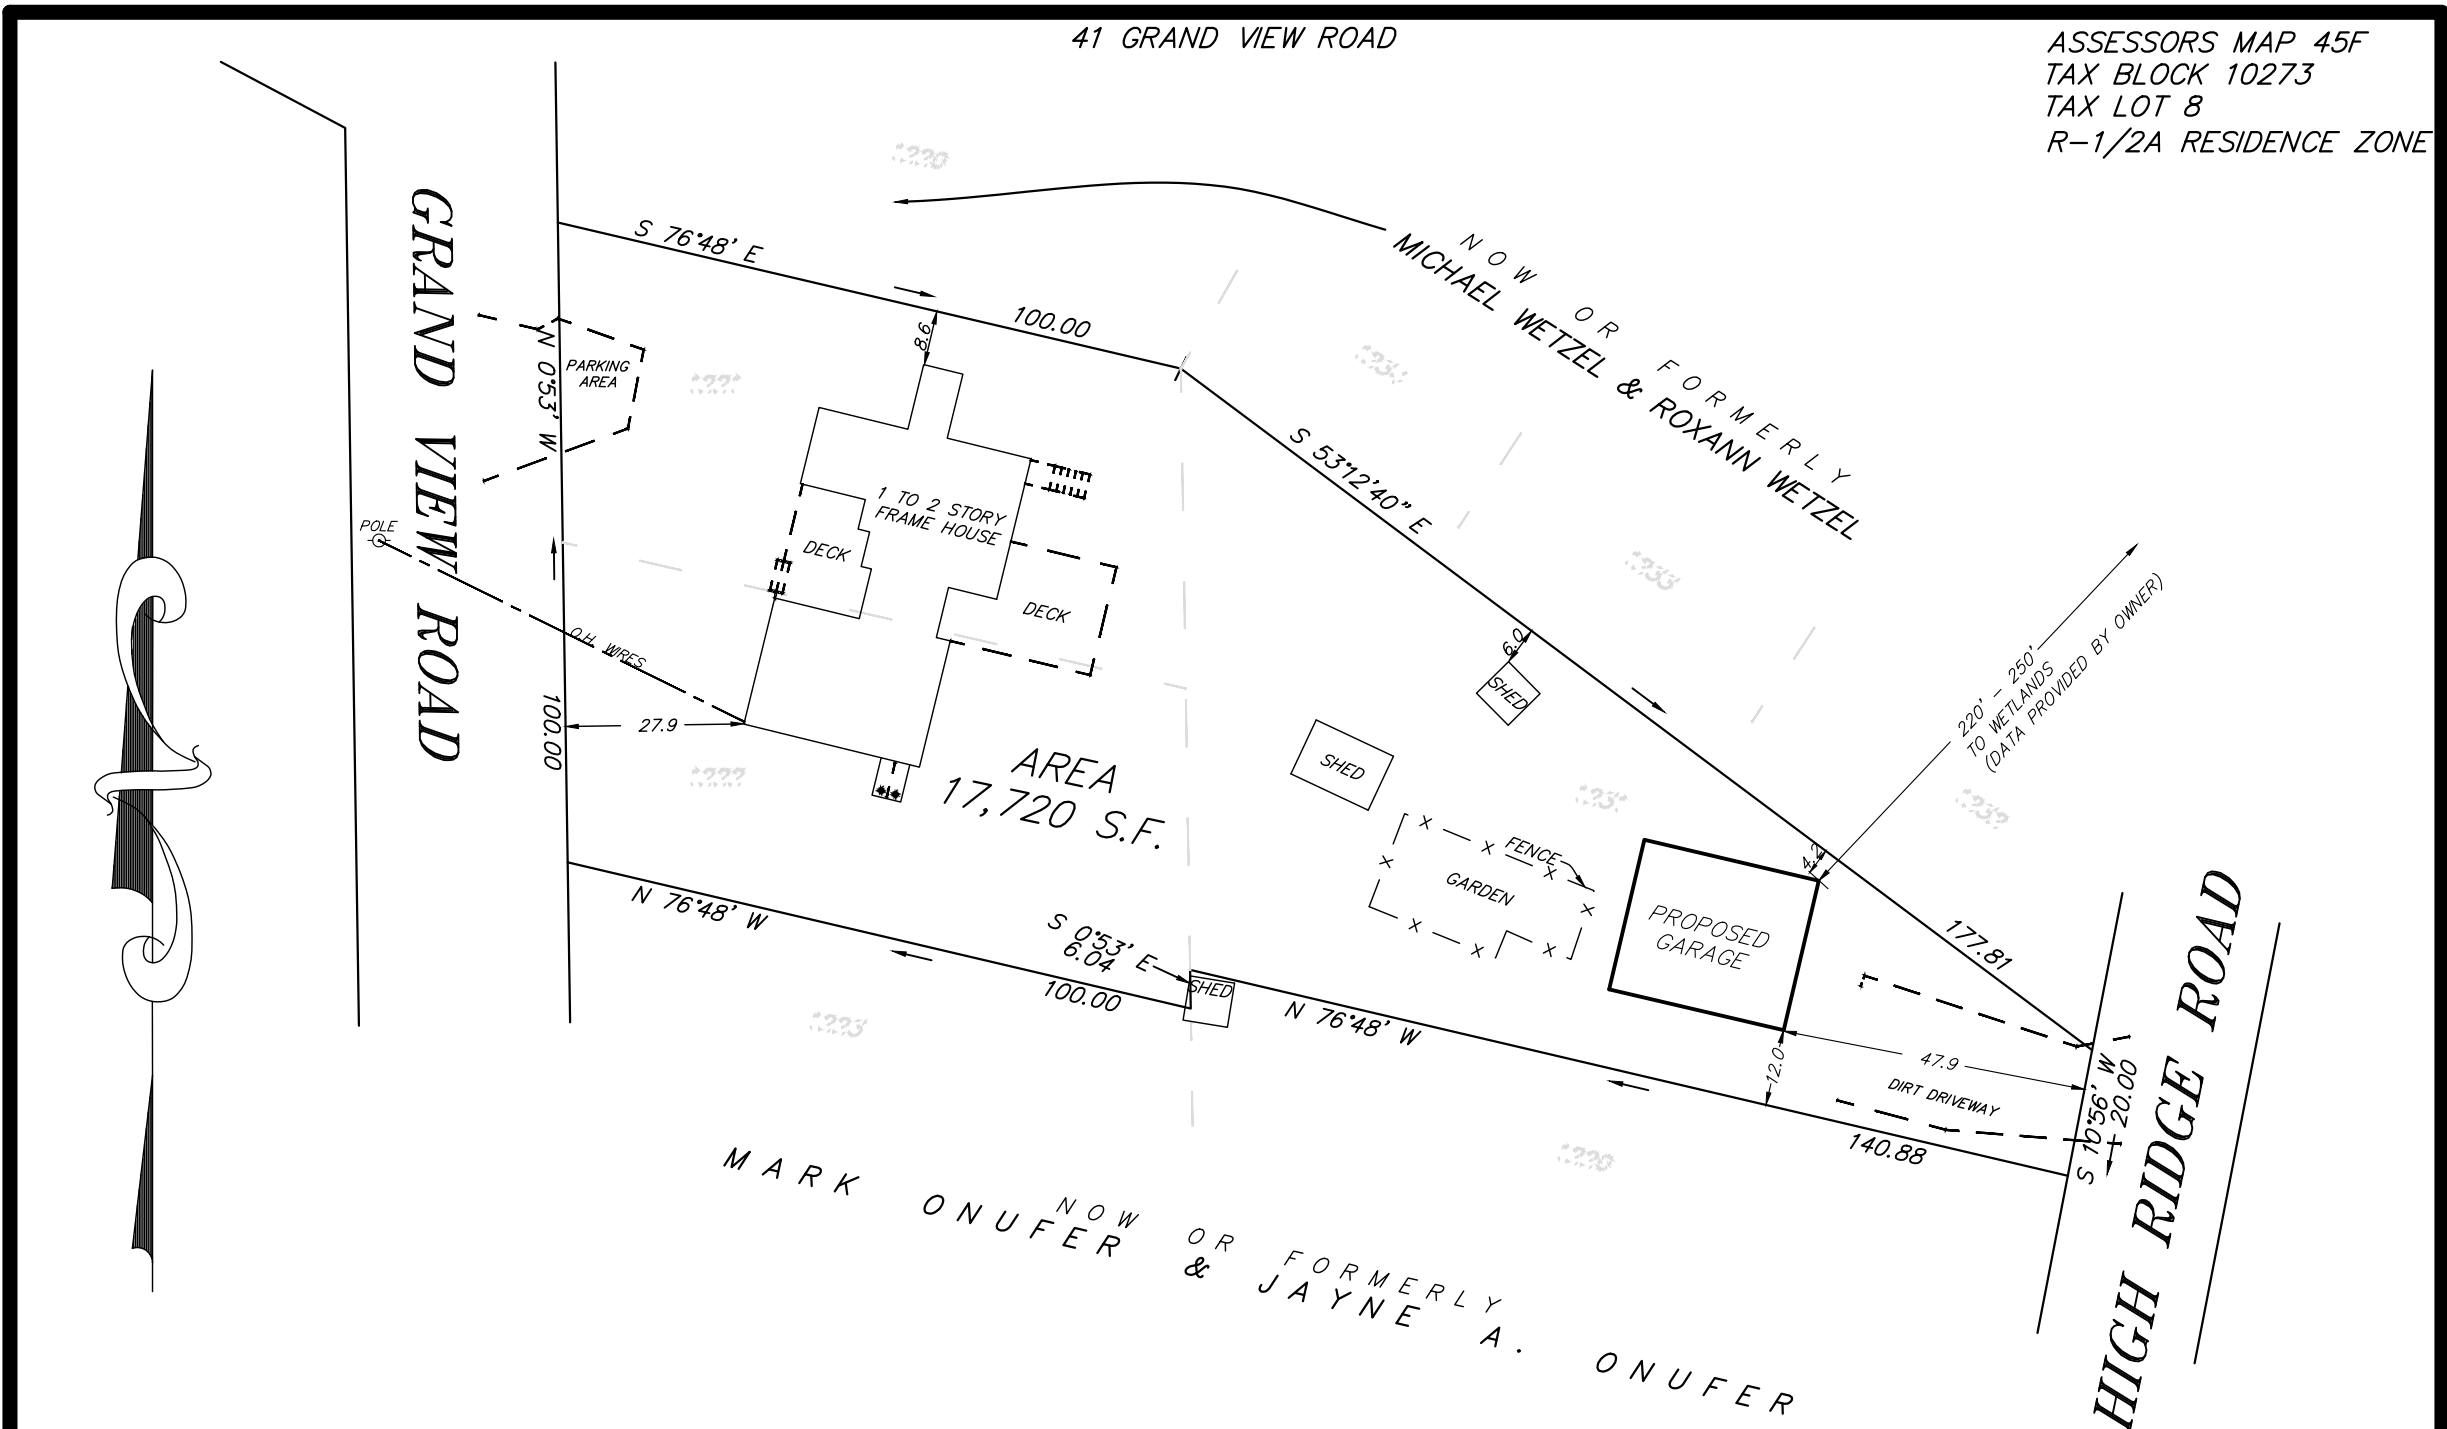 41 GRAND VIEW ROAD
ASSESSORS MAP 45F
TAX BLOCK 10273
TAX LOT 8
R-1/2A RESIDENCE ZONE
GRAND VIEW ROAD
S 76°48' E
100.00
8.6
N 0°53' W
100.00
PARKING
AREA
POLE
O.H. WIRES
27.9
1 TO 2 STORY
FRAME HOUSE
DECK
DECK
AREA
17,720 S.F.
NOW OR FORMERLY
MICHAEL WETZEL & ROXANN WETZEL
S 53°12'40" E
177.81
6.0
SHED
SHED
FENCE
GARDEN
PROPOSED
GARAGE
4.2
220' - 250'
TO WETLANDS
(DATA PROVIDED BY OWNER)
N 76°48' W
100.00
S 0°53' E
6.04
SHED
N 76°48' W
140.88
12.0
47.9
DIRT DRIVEWAY
S 10°56' W
20.00
HIGH RIDGE ROAD
NOW OR FORMERLY
MARK ONUFER & JAYNE A. ONUFER